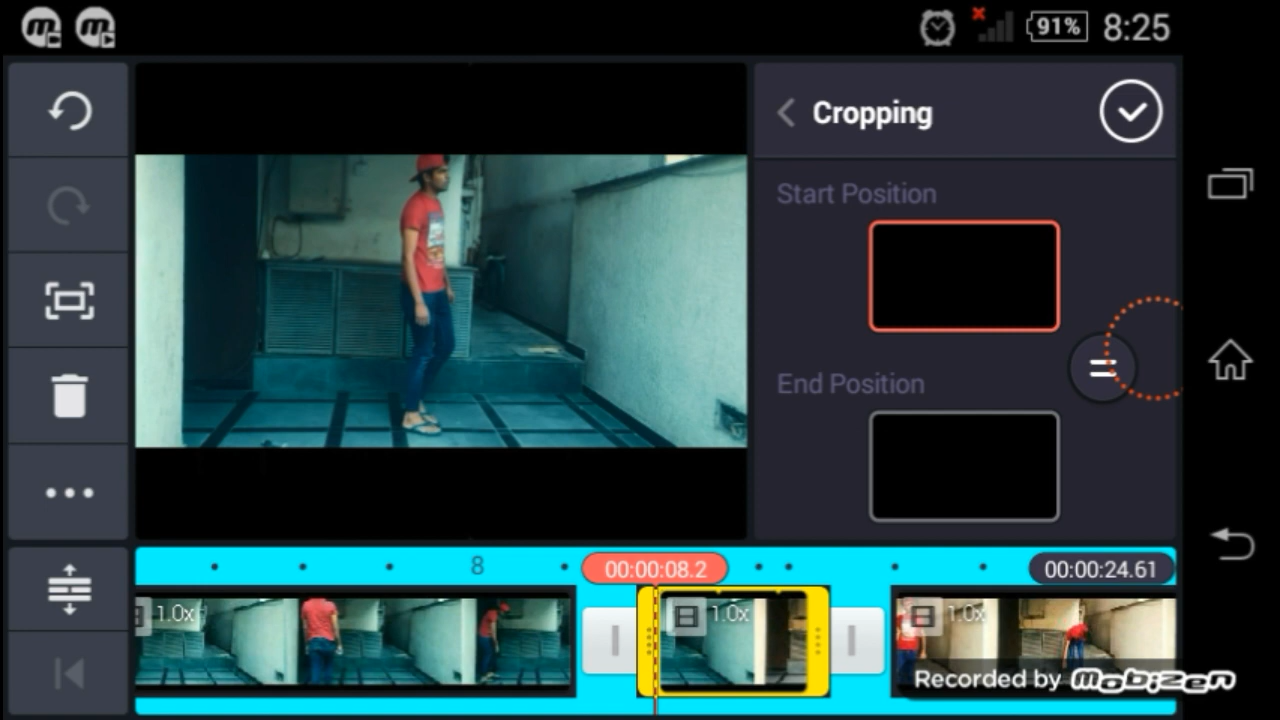 91% 8:25
Cropping
Start Position
End Position
8
00:00:08.2
00:00:24.61
1.0x
1.0x
1.0x
Recorded by mobizen